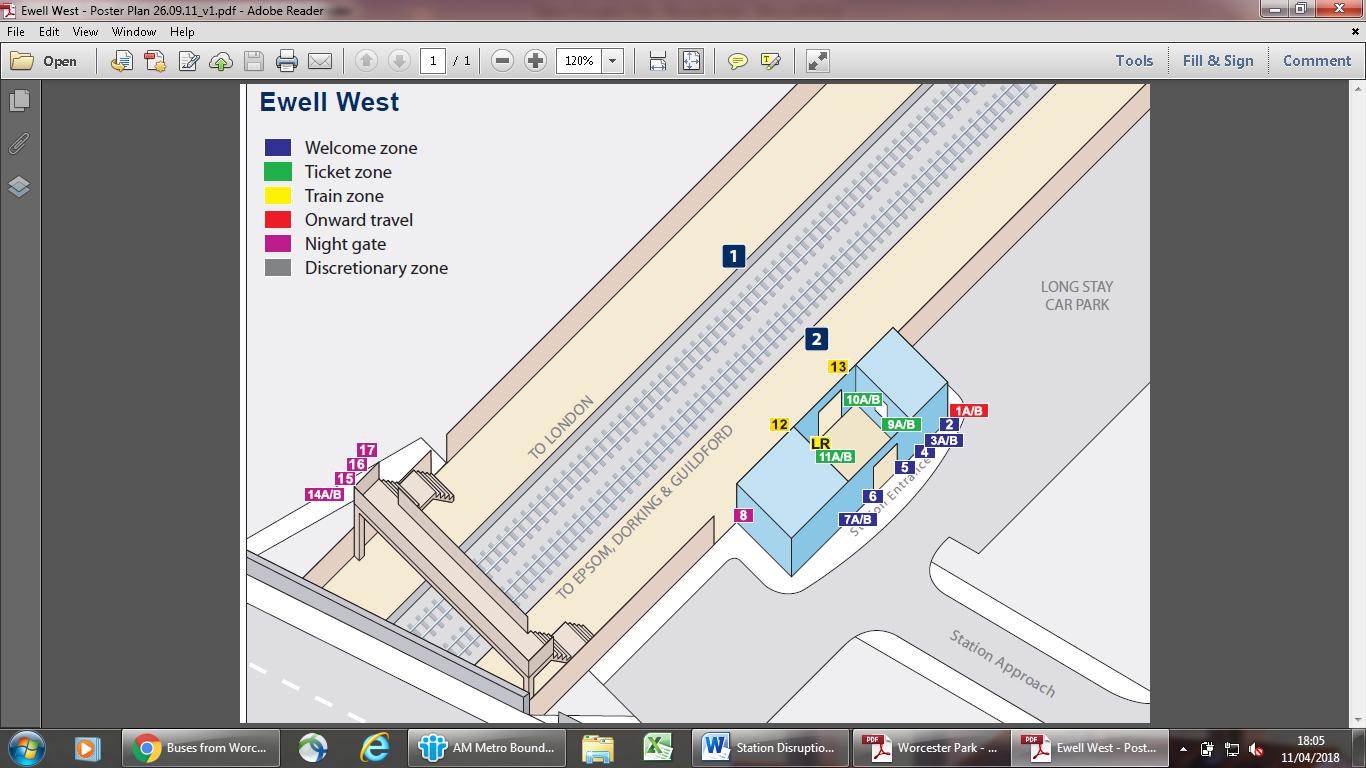 Ewell West - Poster Plan 26.09.11_v1.pdf - Adobe Reader
File Edit View Window Help
Open 1 / 1 120% Tools Fill & Sign Comment
Ewell West
Welcome zone
Ticket zone
Train zone
Onward travel
Night gate
Discretionary zone
1
LONG STAY
CAR PARK
2
13
10A/B
1A/B
12
9A/B
2
TO LONDON
LR
3A/B
11A/B
4
17
5
16
15
14A/B
6
8
7A/B
Station Entrance
TO EPSOM, DORKING & GUILDFORD
Station Approach
Buses from Worc...
AM Metro Bound...
Station Disruptio...
Worcester Park - ...
Ewell West - Post...
18:05
11/04/2018